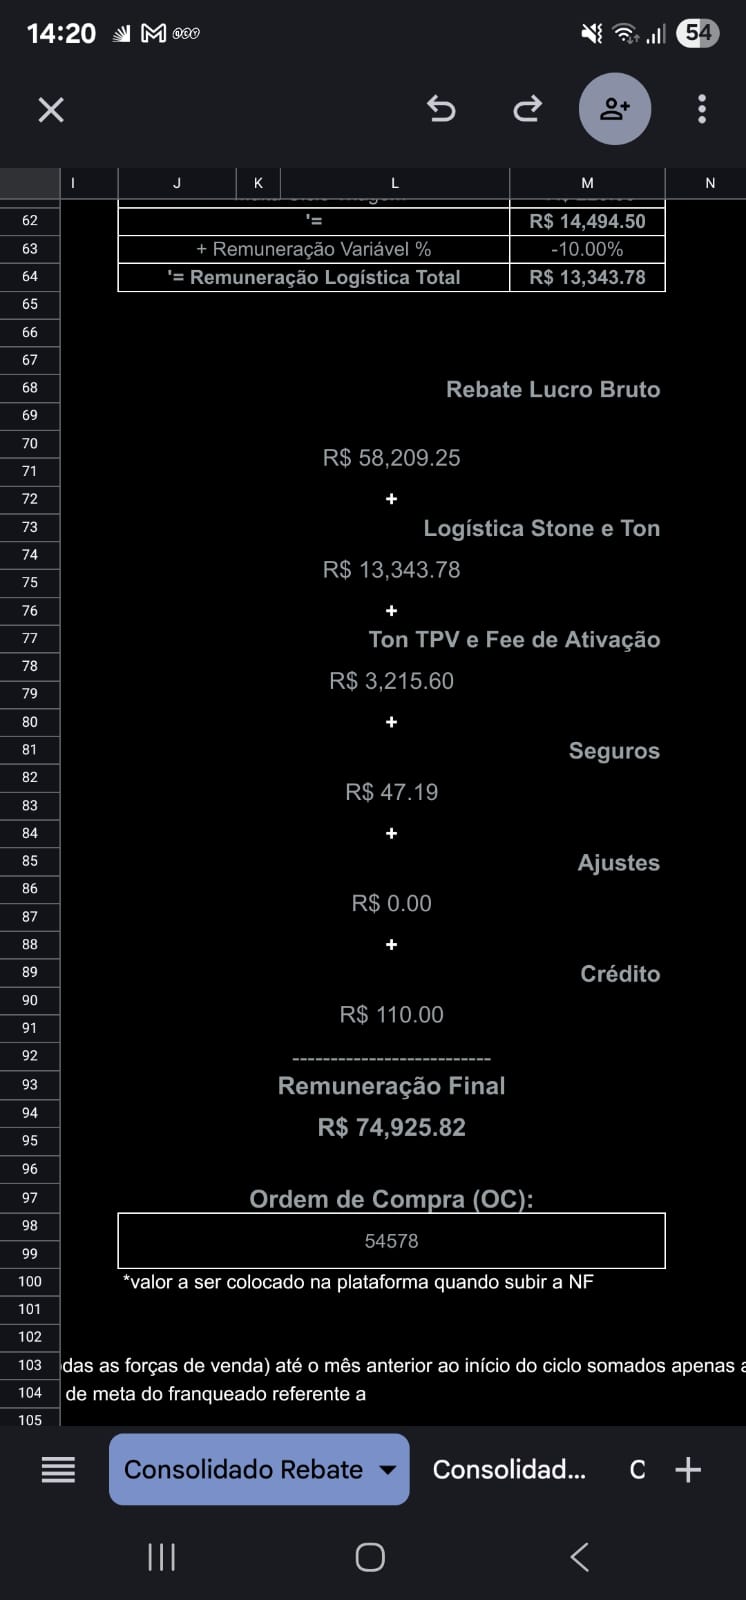 14:20
54
I J K L M N
62 '= R$ 14,494.50
63 + Remuneração Variável % -10.00%
64 '= Remuneração Logística Total R$ 13,343.78
65
66
67
68 Rebate Lucro Bruto
69
70 R$ 58,209.25
71
72 +
73 Logística Stone e Ton
74
75 R$ 13,343.78
76 +
77 Ton TPV e Fee de Ativação
78
79 R$ 3,215.60
80 +
81 Seguros
82 R$ 47.19
83
84 +
85 Ajustes
86 R$ 0.00
87
88 +
89 Crédito
90 R$ 110.00
91
92 --------------------------
93 Remuneração Final
94 R$ 74,925.82
95
96
97 Ordem de Compra (OC):
98 54578
99
100 *valor a ser colocado na plataforma quando subir a NF
101
102
103 das as forças de venda) até o mês anterior ao início do ciclo somados apenas
104 de meta do franqueado referente a
105
Consolidado Rebate Consolidad... C +